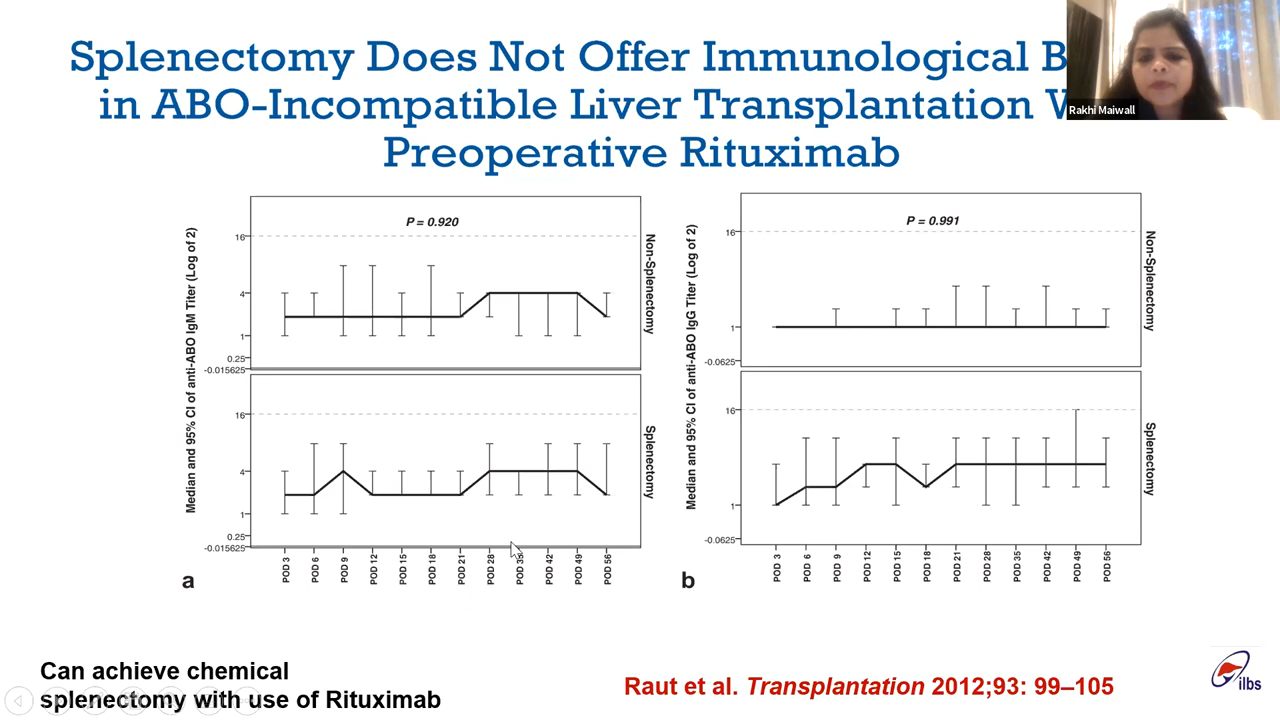 Splenectomy Does Not Offer Immunological B
in ABO-Incompatible Liver Transplantation
Preoperative Rituximab
Rakhi Maiwall
Median and 95% CI of anti-ABO IgM Titer (Log of 2)
P = 0.920
16
4
1
0.25
-0.015625
Non-Splenectomy
16
4
1
0.25
-0.015625
Splenectomy
POD 3
POD 6
POD 9
POD 12
POD 15
POD 18
POD 21
POD 28
POD 35
POD 42
POD 49
POD 56
a
Median and 95% CI of anti-ABO IgG Titer (Log of 2)
P = 0.991
16
1
-0.0625
Non-Splenectomy
16
1
-0.0625
Splenectomy
POD 3
POD 6
POD 9
POD 12
POD 15
POD 18
POD 21
POD 28
POD 35
POD 42
POD 49
POD 56
b
Can achieve chemical
splenectomy with use of Rituximab
Raut et al. Transplantation 2012;93: 99–105
ilbs